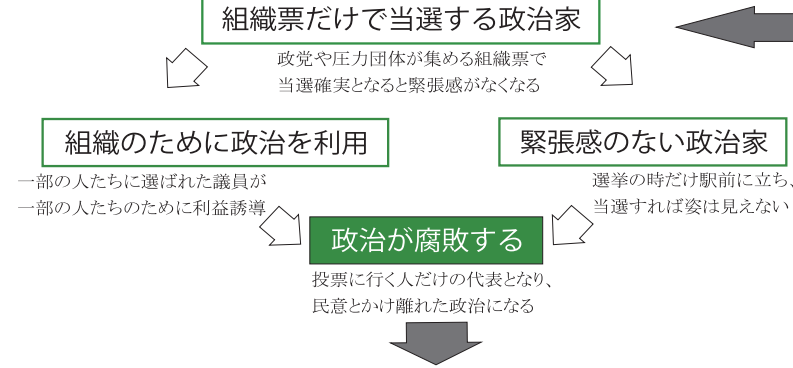 組織票だけで当選する政治家
政党や圧力団体が集める組織票で
当選確実となると緊張感がなくなる
組織のために政治を利用
一部の人たちに選ばれた議員が
一部の人たちのために利益誘導
緊張感のない政治家
選挙の時だけ駅前に立ち、
当選すれば姿は見えない
政治が腐敗する
投票に行く人だけの代表となり、
民意とかけ離れた政治になる